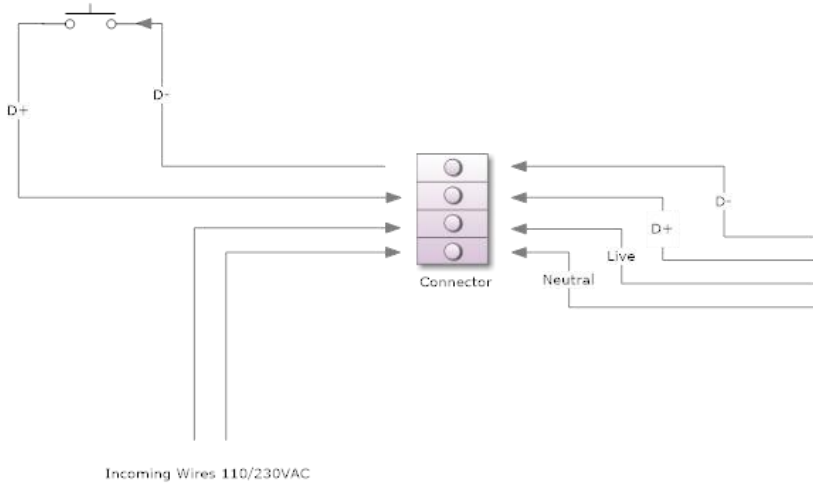 D+
D-
D-
D+
Live
Neutral
Connector
Incoming Wires 110/230VAC